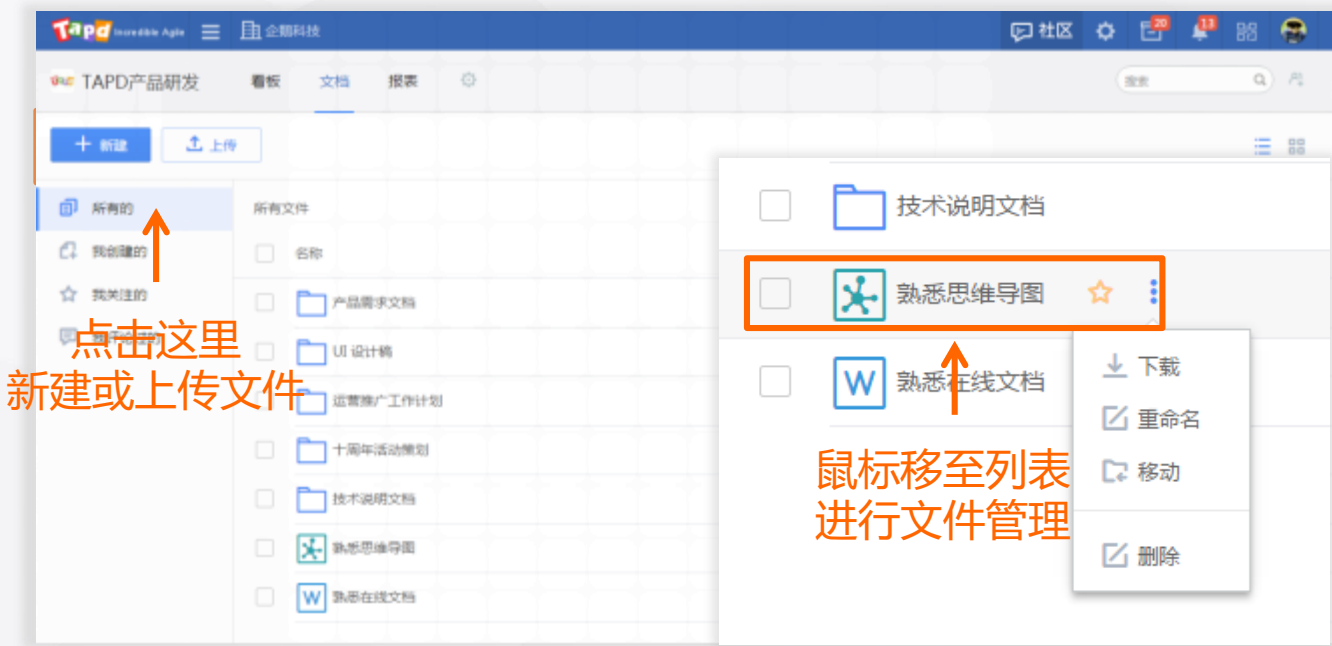 Tapd Incredible Agile 企鹅科技 社区 20 13
TAPD产品研发 看板 文档 报表 搜索
新建 上传
所有的
我创建的
我关注的
点击这里
新建或上传文件
所有文件
名称
产品需求文档
UI 设计稿
运营推广工作计划
十周年活动策划
技术说明文档
熟悉思维导图
熟悉在线文档
技术说明文档
熟悉思维导图
熟悉在线文档
下载
重命名
移动
删除
鼠标移至列表
进行文件管理